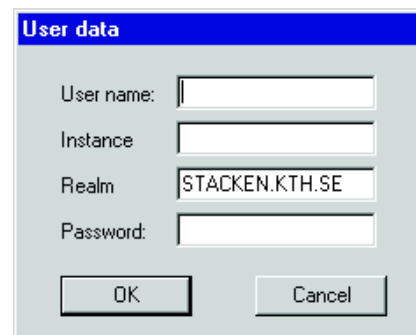 User data
User name:
Instance
Realm STACKEN.KTH.SE
Password:
OK Cancel